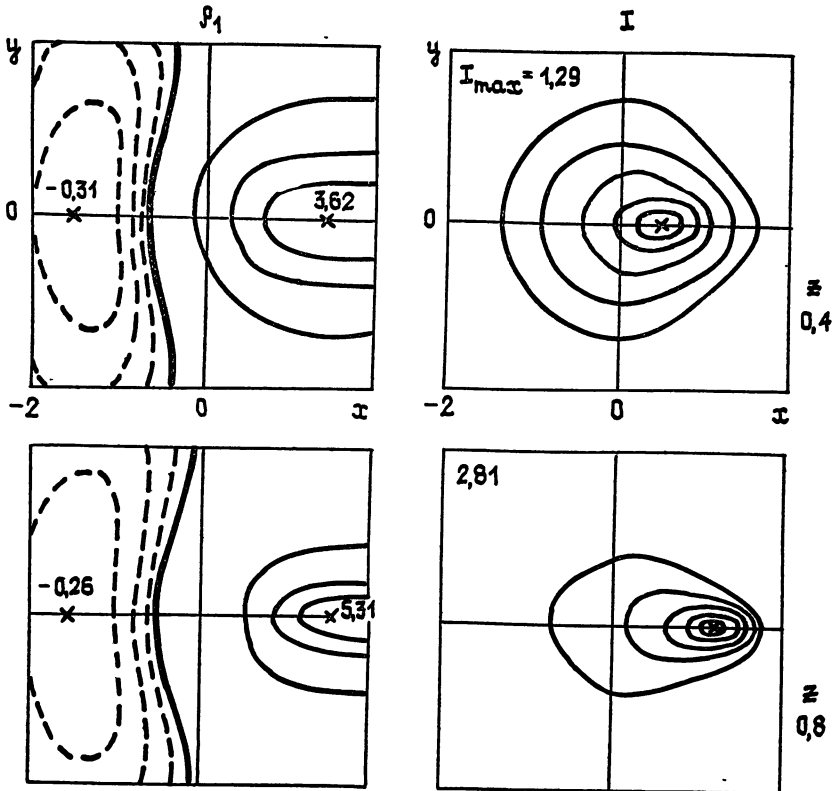 ρ₁ I
y y
I_max = 1,29
-0,31 3,62
0 0
z
0,4
-2 0 x -2 0 x
2,81
-0,26 5,31
z
0,8